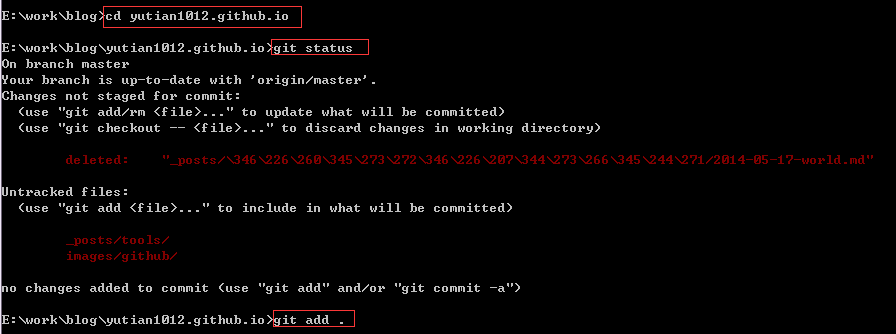 E:\work\blog>cd yutian1012.github.io
E:\work\blog\yutian1012.github.io>git status
On branch master
Your branch is up-to-date with 'origin/master'.
Changes not staged for commit:
  (use "git add/rm <file>..." to update what will be committed)
  (use "git checkout -- <file>..." to discard changes in working directory)
        deleted:    "_posts/\346\226\260\345\273\272\346\226\207\344\273\266\345\244\271/2014-05-17-world.md"
Untracked files:
  (use "git add <file>..." to include in what will be committed)
        _posts/tools/
        images/github/
no changes added to commit (use "git add" and/or "git commit -a")
E:\work\blog\yutian1012.github.io>git add .